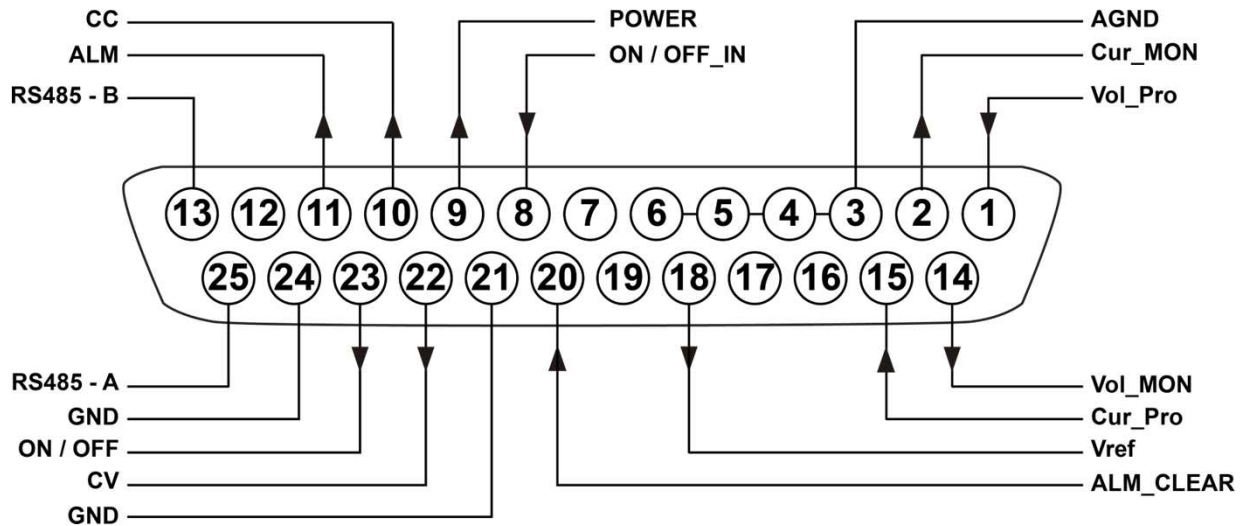 CC
ALM
RS485 - B
POWER
ON / OFF_IN
AGND
Cur_MON
Vol_Pro
13 12 11 10 9 8 7 6 5 4 3 2 1
25 24 23 22 21 20 19 18 17 16 15 14
RS485 - A
GND
ON / OFF
CV
GND
Vol_MON
Cur_Pro
Vref
ALM_CLEAR